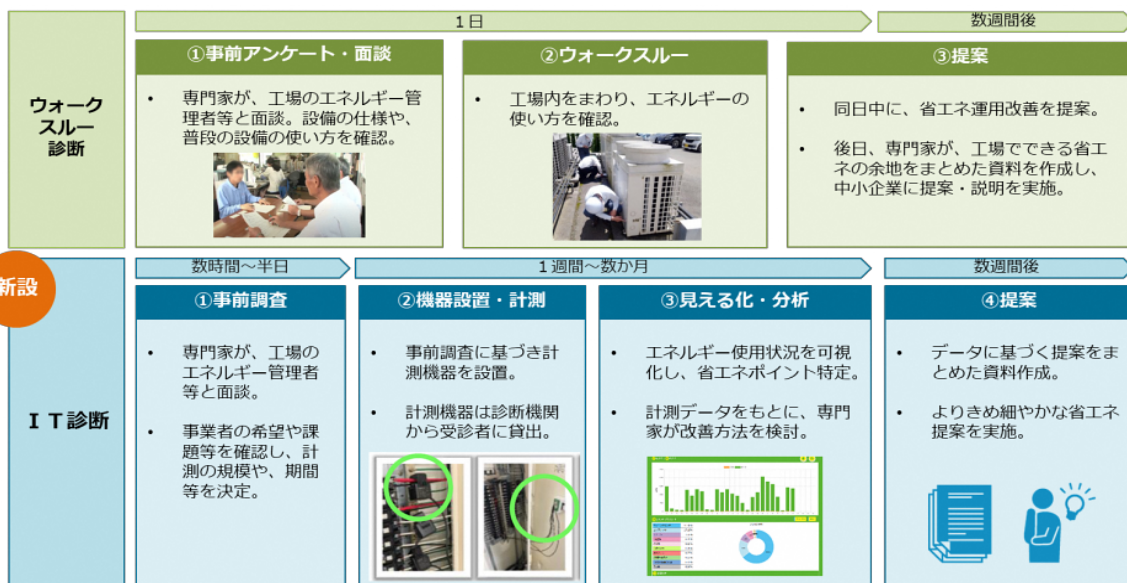 ウォーク
スルー
診断
1日
数週間後
①事前アンケート・面談
・ 専門家が、工場のエネルギー管
理者等と面談。設備の仕様や、
普段の設備の使い方を確認。
②ウォークスルー
・ 工場内をまわり、エネルギーの
使い方を確認。
③提案
・ 同日中に、省エネ運用改善を提案。
・ 後日、専門家が、工場でできる省エ
ネの余地をまとめた資料を作成し、
中小企業に提案・説明を実施。
新設
IT診断
数時間～半日
1週間～数か月
数週間後
①事前調査
・ 専門家が、工場の
エネルギー管理者
等と面談。
・ 事業者の希望や課
題等を確認し、計
測の規模や、期間
等を決定。
②機器設置・計測
・ 事前調査に基づき計
測機器を設置。
・ 計測機器は診断機関
から受診者に貸出。
③見える化・分析
・ エネルギー使用状況を可視
化し、省エネポイント特定。
・ 計測データをもとに、専門
家が改善方法を検討。
④提案
・ データに基づく提案をま
とめた資料作成。
・ よりきめ細やかな省エネ
提案を実施。